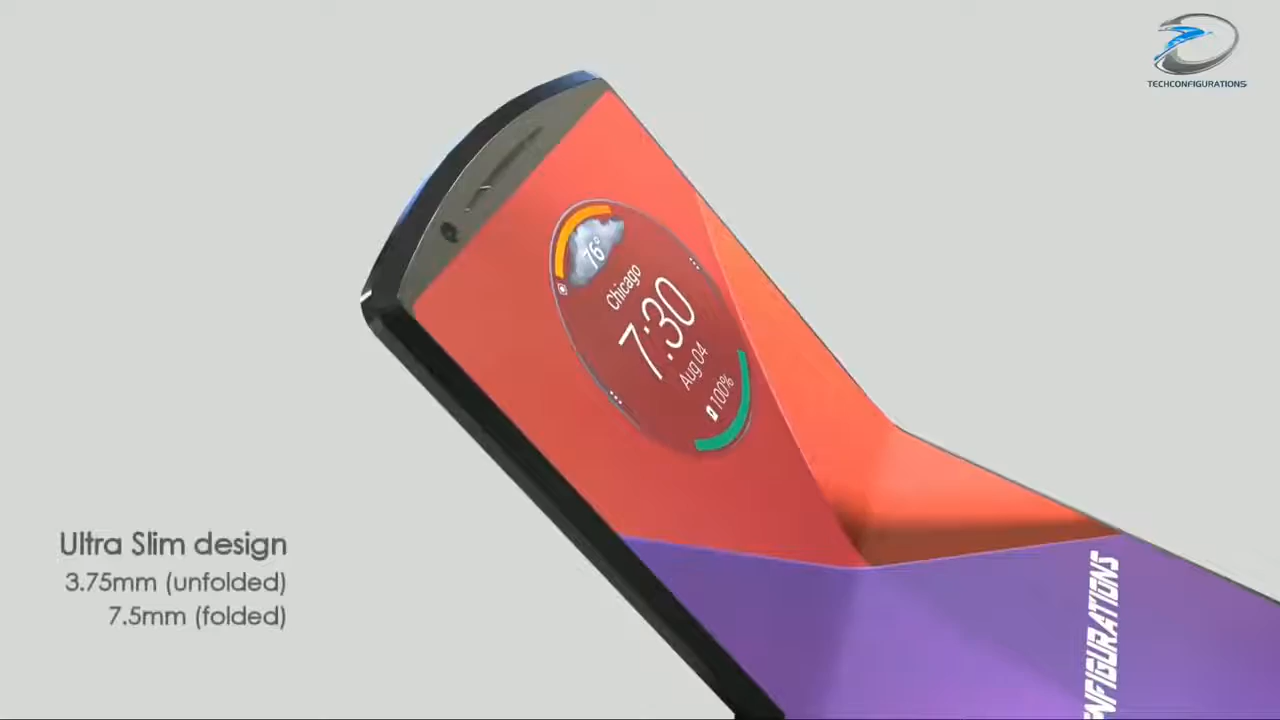 TECHCONFIGURATIONS
76°
Chicago
7:30
Aug 04
100%
Ultra Slim design
3.75mm (unfolded)
7.5mm (folded)
NFIGURATIONS